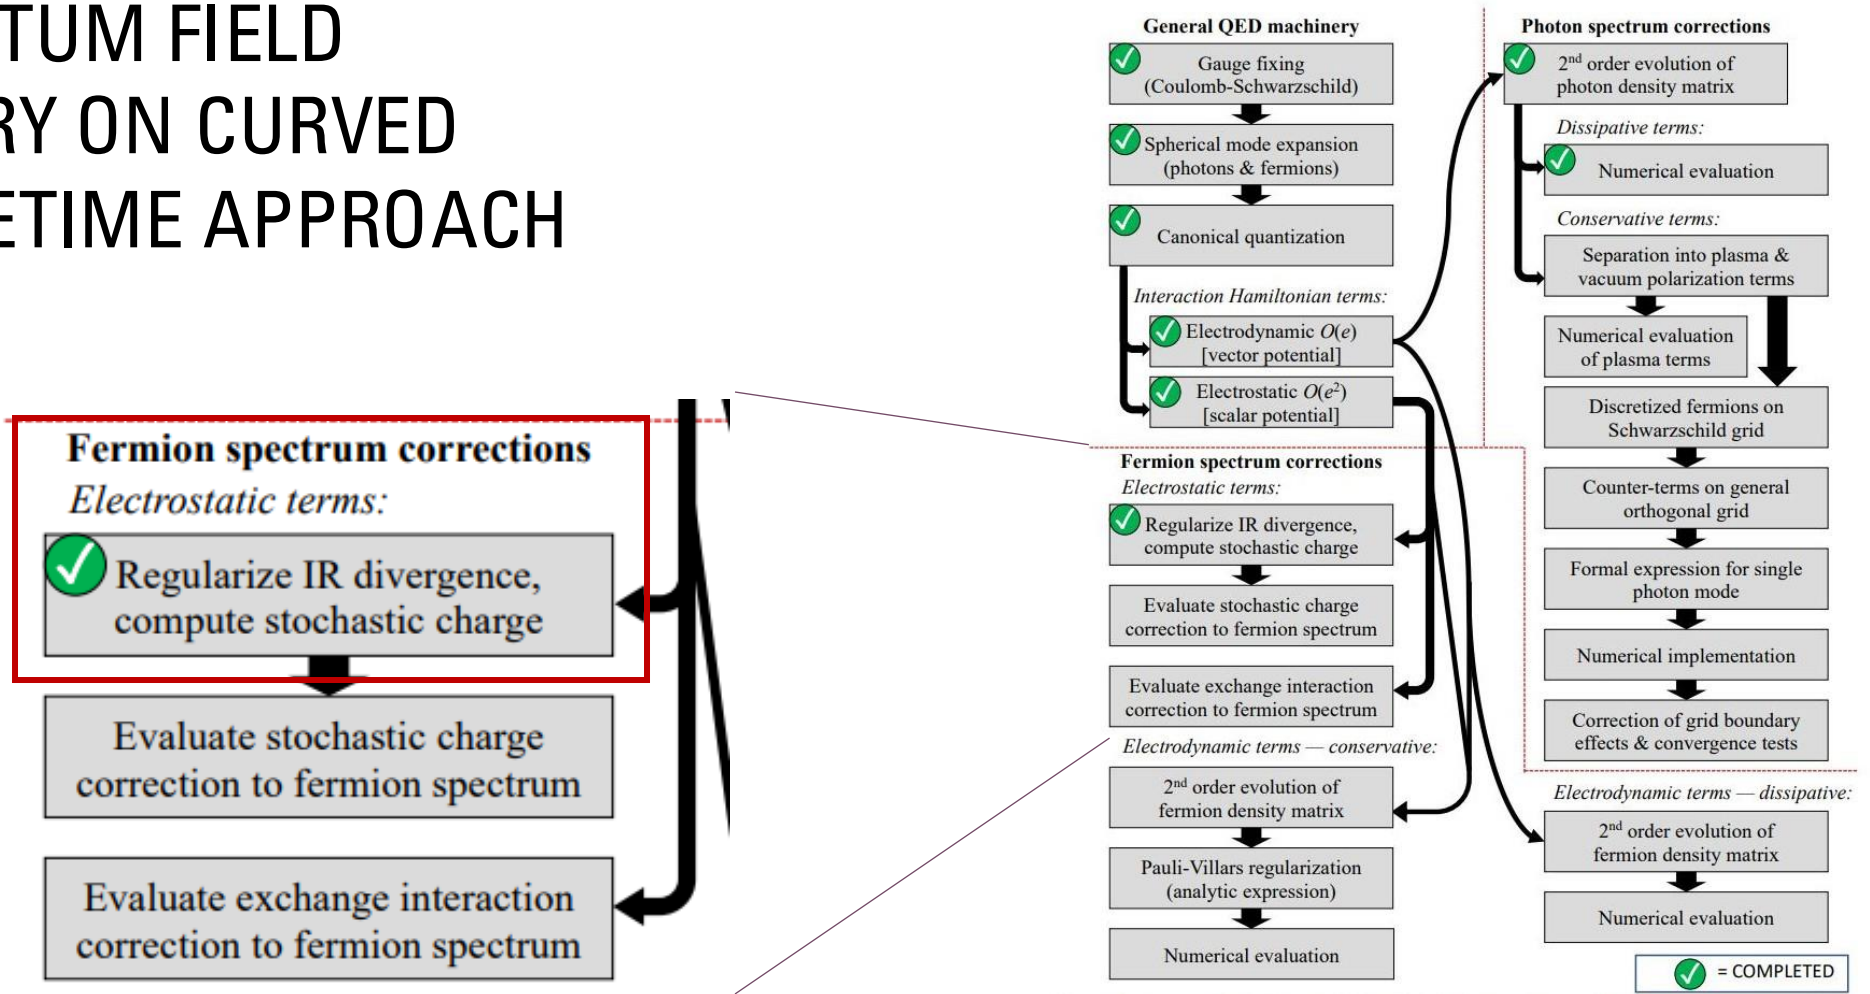 TUM FIELD
RY ON CURVED
ETIME APPROACH
Fermion spectrum corrections
Electrostatic terms:
Regularize IR divergence,
compute stochastic charge
Evaluate stochastic charge
correction to fermion spectrum
Evaluate exchange interaction
correction to fermion spectrum
General QED machinery
Gauge fixing
(Coulomb-Schwarzschild)
Spherical mode expansion
(photons & fermions)
Canonical quantization
Interaction Hamiltonian terms:
Electrodynamic O(e)
[vector potential]
Electrostatic O(e²)
[scalar potential]
Fermion spectrum corrections
Electrostatic terms:
Regularize IR divergence,
compute stochastic charge
Evaluate stochastic charge
correction to fermion spectrum
Evaluate exchange interaction
correction to fermion spectrum
Electrodynamic terms — conservative:
2nd order evolution of
fermion density matrix
Pauli-Villars regularization
(analytic expression)
Numerical evaluation
Photon spectrum corrections
2nd order evolution of
photon density matrix
Dissipative terms:
Numerical evaluation
Conservative terms:
Separation into plasma &
vacuum polarization terms
Numerical evaluation
of plasma terms
Discretized fermions on
Schwarzschild grid
Counter-terms on general
orthogonal grid
Formal expression for single
photon mode
Numerical implementation
Correction of grid boundary
effects & convergence tests
Electrodynamic terms — dissipative:
2nd order evolution of
fermion density matrix
Numerical evaluation
= COMPLETED